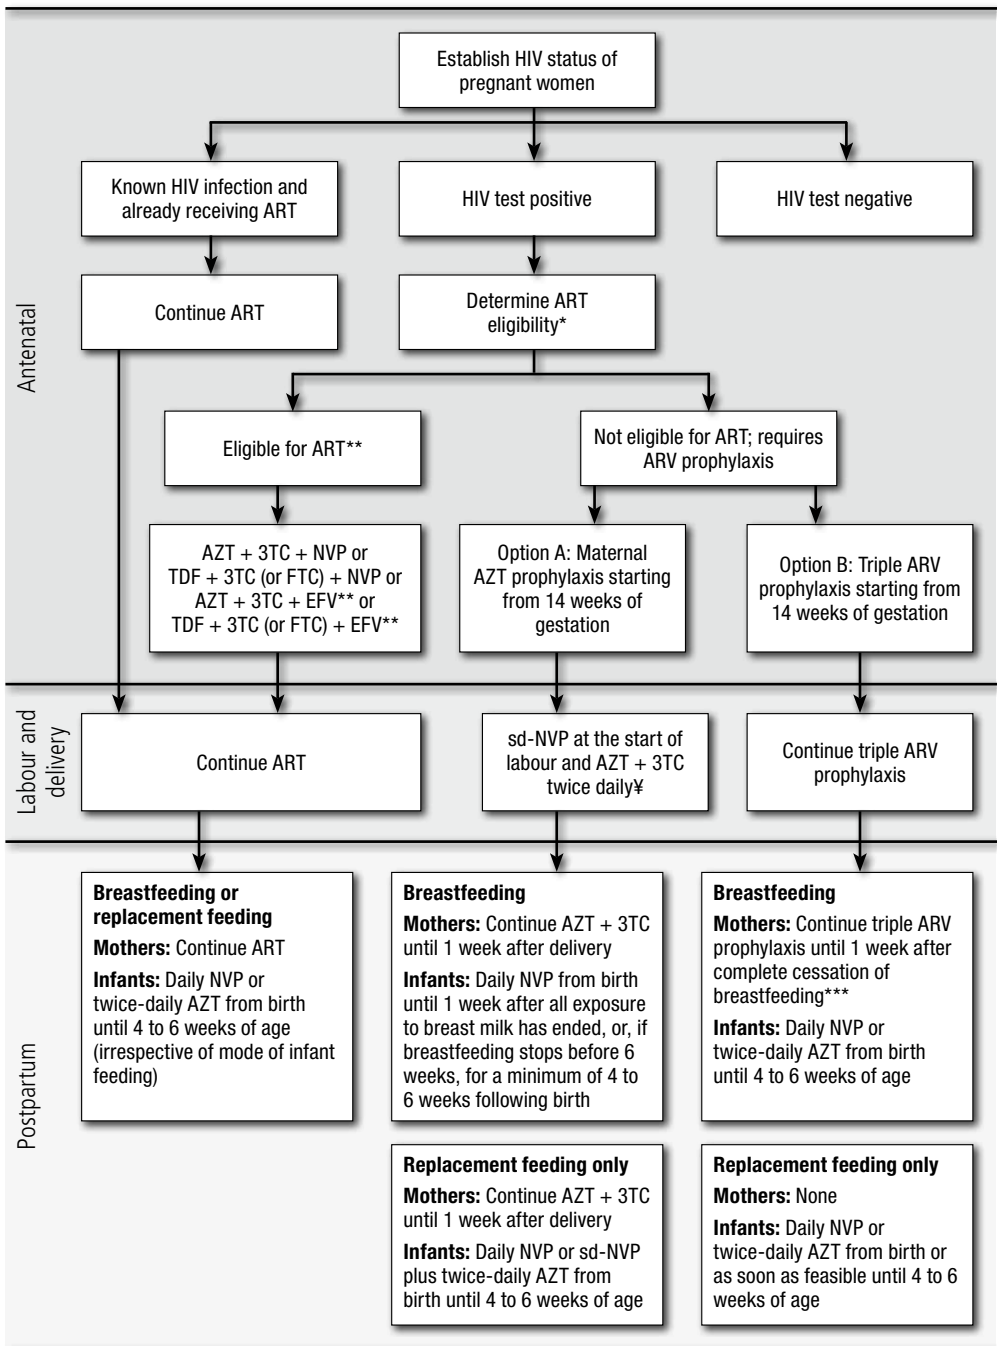 Establish HIV status of
pregnant women
Known HIV infection and
already receiving ART
HIV test positive
HIV test negative
Antenatal
Continue ART
Determine ART
eligibility*
Eligible for ART**
Not eligible for ART; requires
ARV prophylaxis
AZT + 3TC + NVP or
TDF + 3TC (or FTC) + NVP or
AZT + 3TC + EFV** or
TDF + 3TC (or FTC) + EFV**
Option A: Maternal
AZT prophylaxis starting
from 14 weeks of
gestation
Option B: Triple ARV
prophylaxis starting from
14 weeks of gestation
Labour and
delivery
Continue ART
sd-NVP at the start of
labour and AZT + 3TC
twice daily¥
Continue triple ARV
prophylaxis
Postpartum
Breastfeeding or
replacement feeding
Mothers: Continue ART
Infants: Daily NVP or
twice-daily AZT from birth
until 4 to 6 weeks of age
(irrespective of mode of infant
feeding)
Breastfeeding
Mothers: Continue AZT + 3TC
until 1 week after delivery
Infants: Daily NVP from birth
until 1 week after all exposure
to breast milk has ended, or, if
breastfeeding stops before 6
weeks, for a minimum of 4 to
6 weeks following birth
Breastfeeding
Mothers: Continue triple ARV
prophylaxis until 1 week after
complete cessation of
breastfeeding***
Infants: Daily NVP or
twice-daily AZT from birth
until 4 to 6 weeks of age
Replacement feeding only
Mothers: Continue AZT + 3TC
until 1 week after delivery
Infants: Daily NVP or sd-NVP
plus twice-daily AZT from
birth until 4 to 6 weeks of age
Replacement feeding only
Mothers: None
Infants: Daily NVP or
twice-daily AZT from birth or
as soon as feasible until 4 to 6
weeks of age